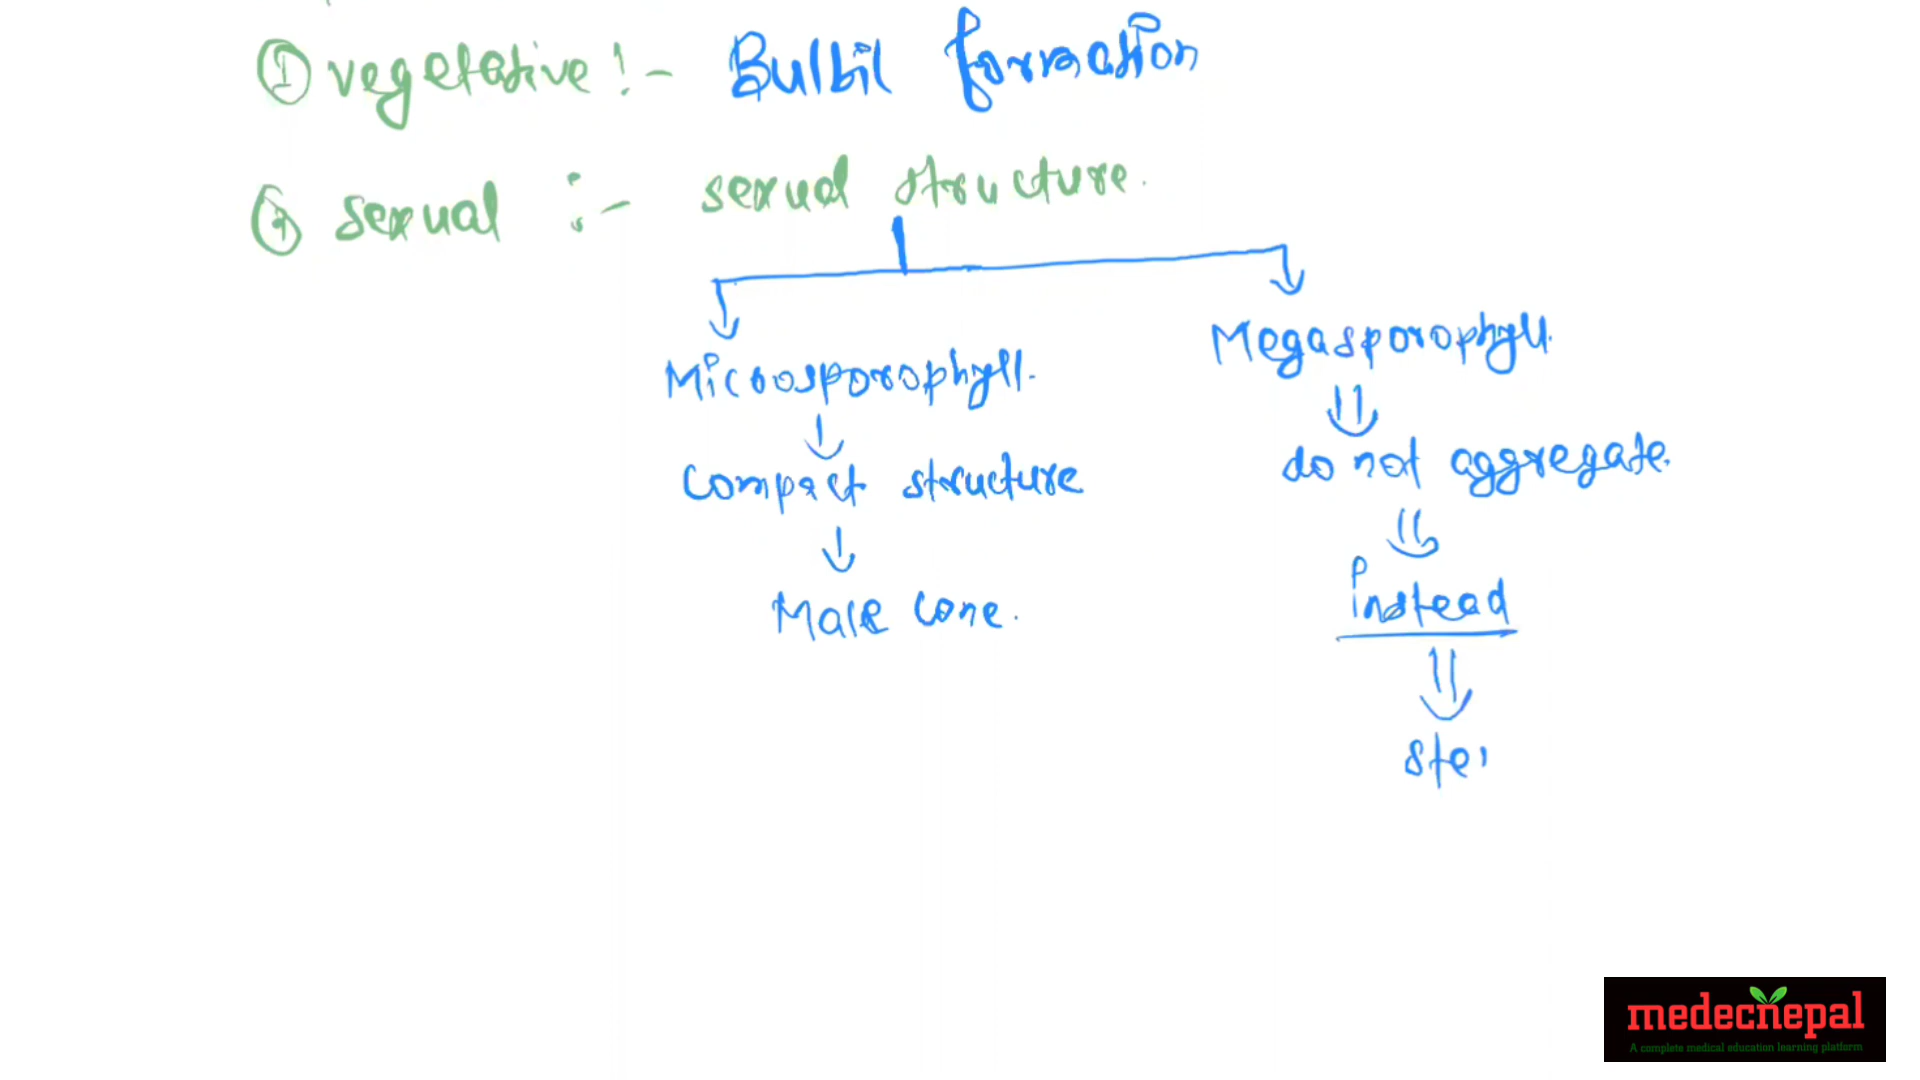 ① vegetative :- Bulbil formation
② sexual :- sexual structure.
Microsporophyll.
Megasporophyll.
Compact structure
do not aggregate.
Male cone.
Instead
ste
medecnepal
A complete medical education learning platform